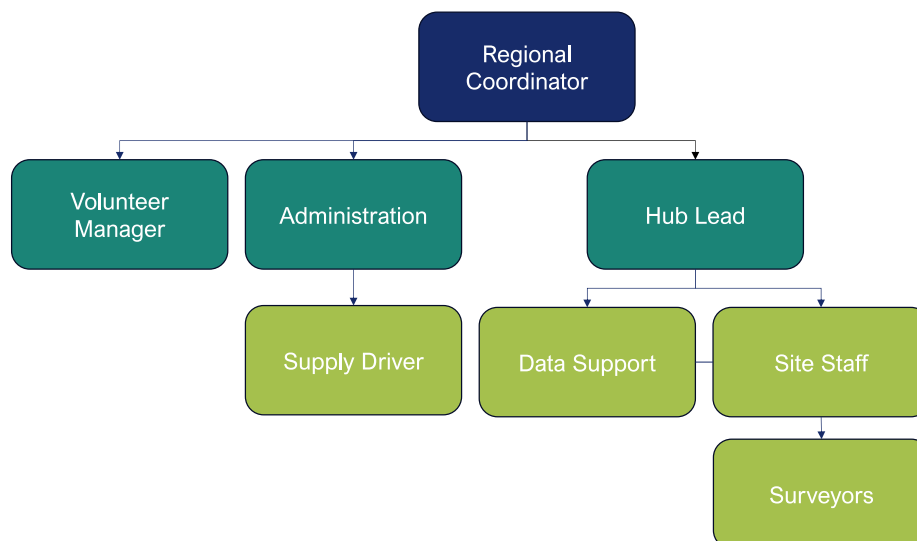 Regional
Coordinator
Volunteer
Manager
Administration
Hub Lead
Supply Driver
Data Support
Site Staff
Surveyors